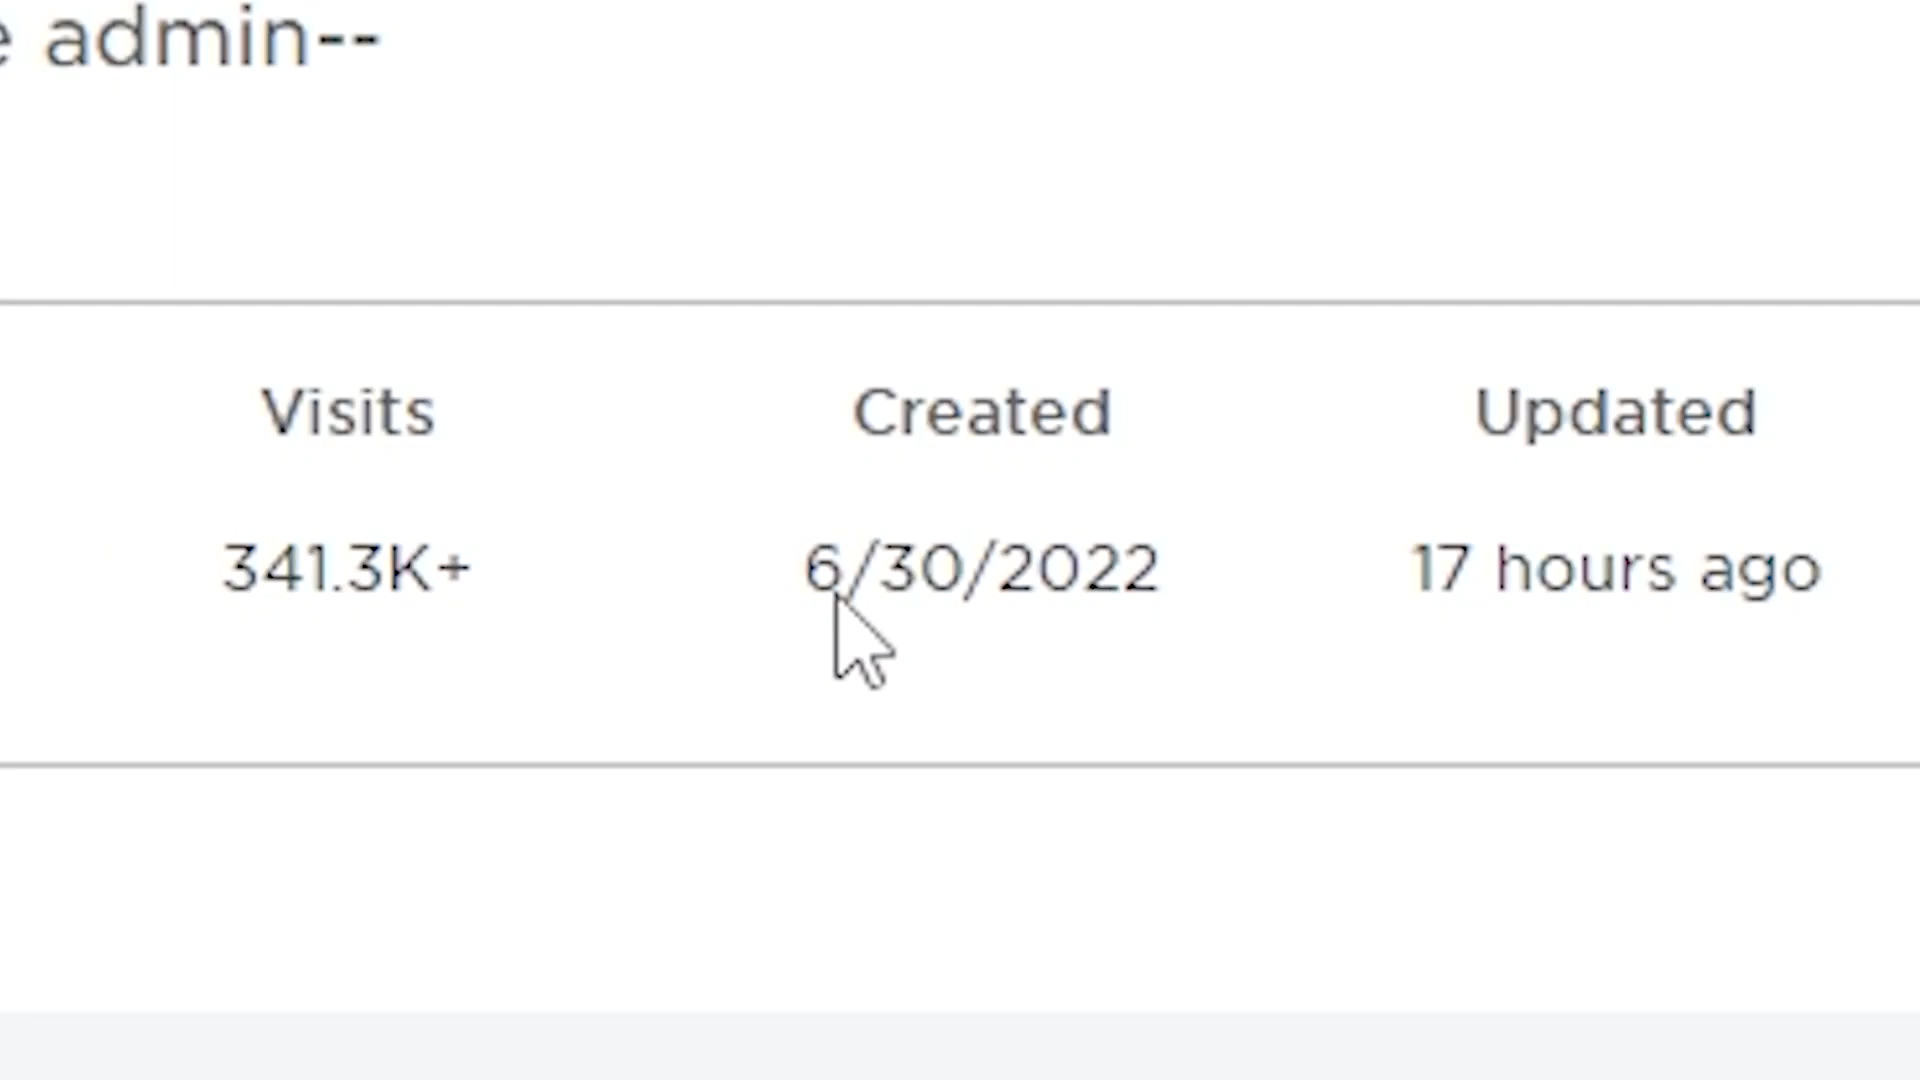 admin--
Visits Created Updated
341.3K+ 6/30/2022 17 hours ago